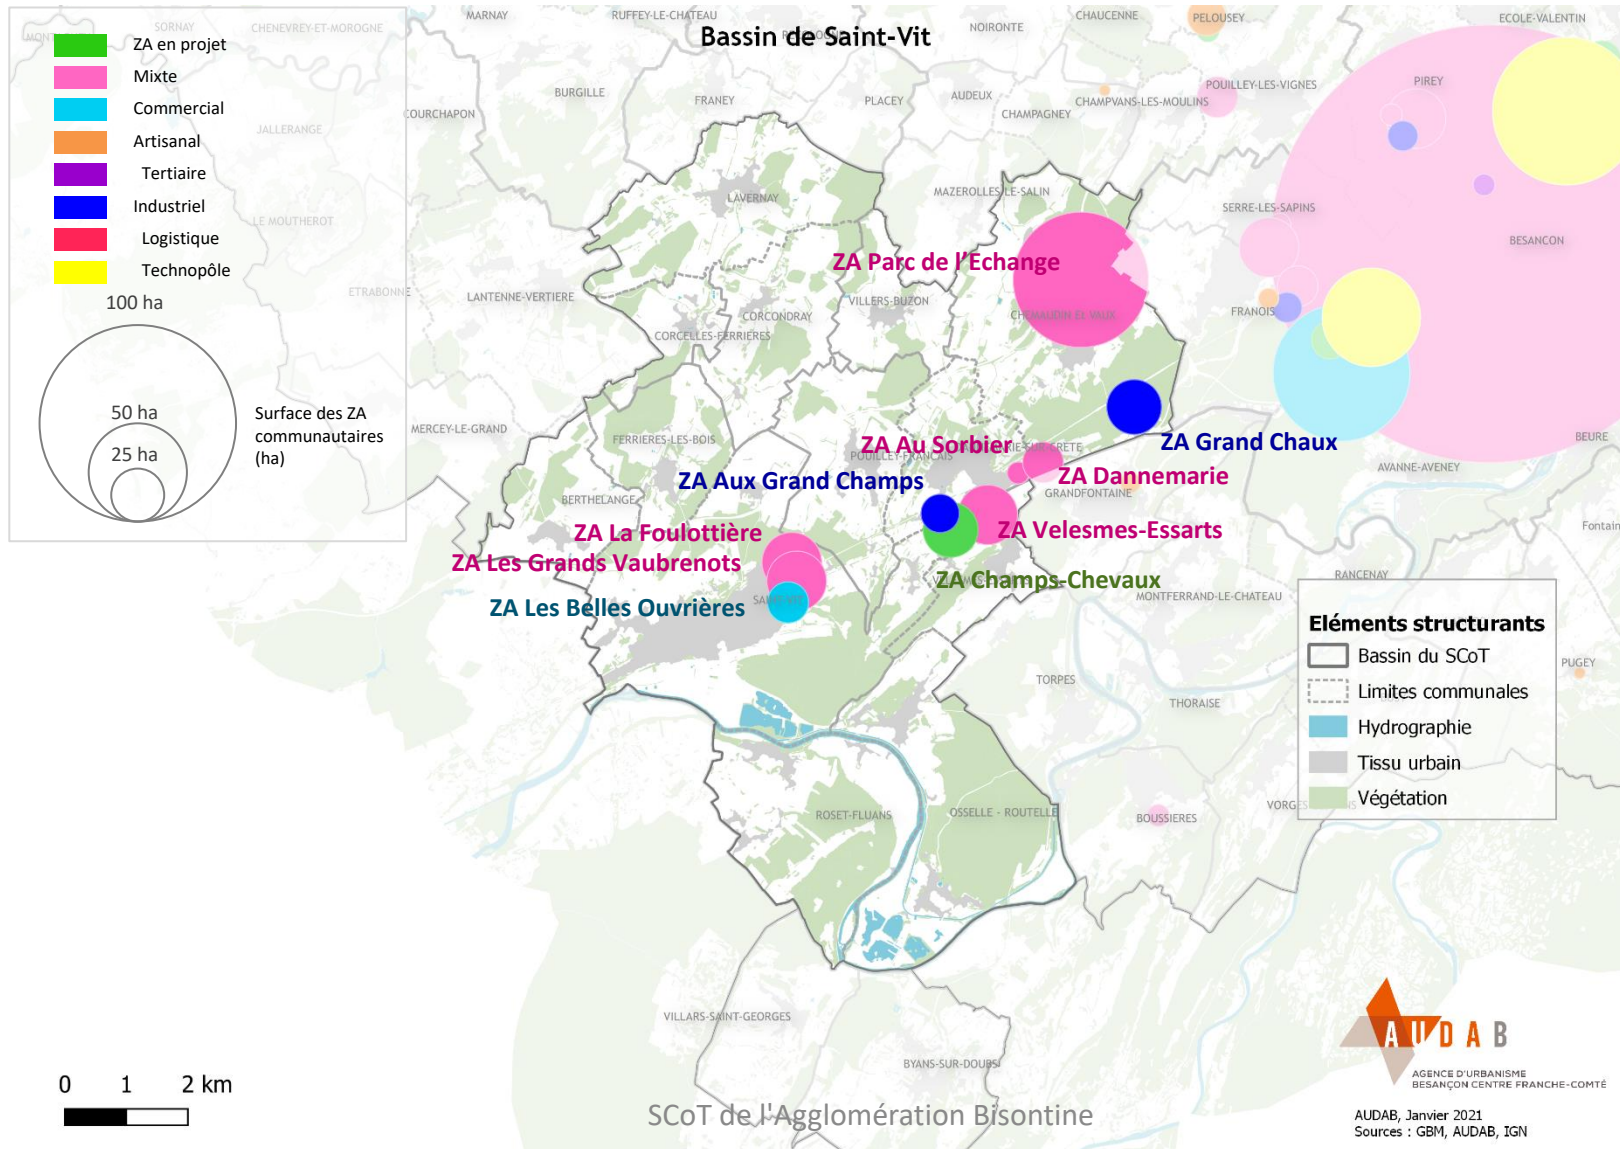 Bassin de Saint-Vit
ZA en projet
Mixte
Commercial
Artisanal
Tertiaire
Industriel
Logistique
Technopôle
100 ha
50 ha
25 ha
Surface des ZA
communautaires
(ha)
SORNAY
CHENEVREY-ET-MOROGNE
MARNAY
RUFFEY-LE-CHATEAU
NOIRONTE
CHAUCENNE
PELOUSEY
ECOLE-VALENTIN
JALLERANGE
COURCHAPON
BURGILLE
FRANEY
PLACEY
AUDEUX
CHAMPAGNEY
CHAMPVANS-LES-MOULINS
POUILLEY-LES-VIGNES
PIREY
LE MOUTHEROT
LAVERNAY
MAZEROLLES-LE-SALIN
SERRE-LES-SAPINS
BESANCON
ETRABONNE
LANTENNE-VERTIERE
ZA Parc de l'Echange
VILLERS-BUZON
CORCONDRAY
CORCELLES-FERRIERES
CHEMAUDIN ET VAUX
FRANOIS
MERCEY-LE-GRAND
FERRIERES-LES-BOIS
POUILLEY-FRANCAIS
ZA Au Sorbier
ZA Grand Chaux
BEURE
AVANNE-AVENEY
ZA Aux Grand Champs
ZA Dannemarie
GRANDFONTAINE
BERTHELANGE
ZA La Foulottière
ZA Velesmes-Essarts
Fontain
ZA Les Grands Vaubrenots
ZA Champs-Chevaux
RANCENAY
MONTFERRAND-LE-CHATEAU
ZA Les Belles Ouvrières
SAINT-VIT
TORPES
THORAISE
PUGEY
ROSET-FLUANS
OSSELLE - ROUTELLE
BOUSSIERES
Eléments structurants
Bassin du SCoT
Limites communales
Hydrographie
Tissu urbain
Végétation
VILLARS-SAINT-GEORGES
BYANS-SUR-DOUBS
0 1 2 km
SCoT de l'Agglomération Bisontine
AUDAB
AGENCE D'URBANISME
BESANÇON CENTRE FRANCHE-COMTÉ
AUDAB, Janvier 2021
Sources : GBM, AUDAB, IGN